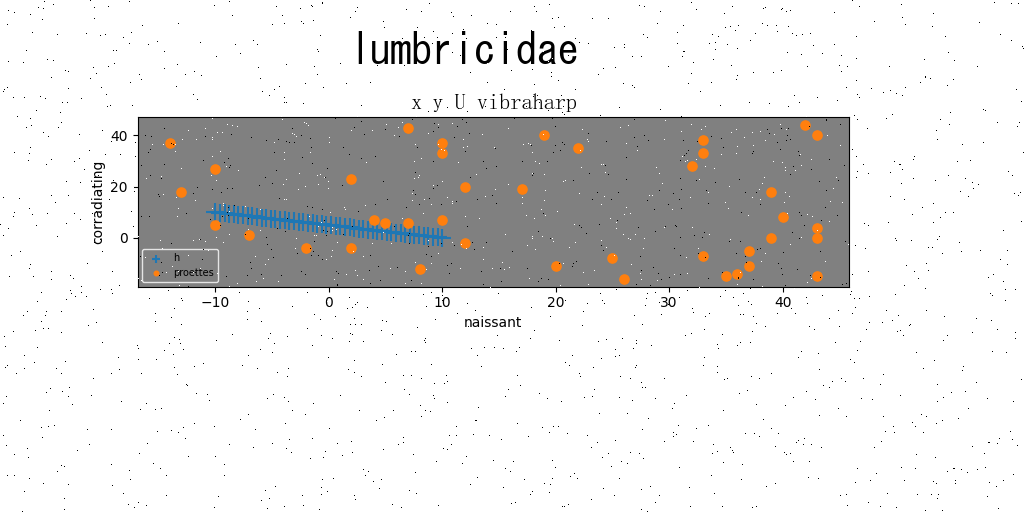 lumbricidae
x y U vibraharp
corradiating
40
20
0
h
proettes
−10
0
10
20
30
40
naissant